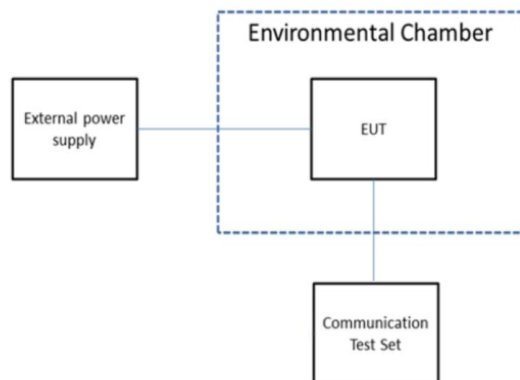 Environmental Chamber
External power
supply
EUT
Communication
Test Set